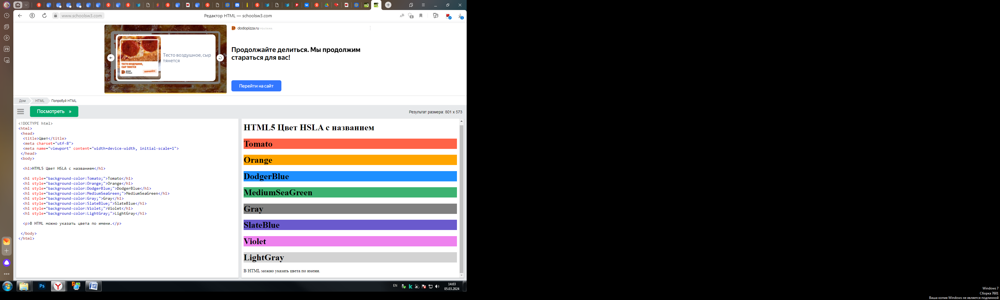 35
www.schoolsw3.com
Редактор HTML — schoolsw3.com
1
1
73
dodopizza.ru РЕКЛАМА
Тесто воздушное, сыр
тянется
ТЕСТО ВОЗДУШНОЕ,
СЫР ТЯНЕТСЯ
ДОДО
ПИЦЦА
Продолжайте делиться. Мы продолжим
стараться для вас!
Перейти на сайт
Дом
HTML
Попробуй HTML
Посмотреть »
Результат размера: 801 x 573
<!DOCTYPE html>
<html>
<head>
<title>Цвет</title>
<meta charset="utf-8">
<meta name="viewport" content="width=device-width, initial-scale=1">
</head>
<body>
<h1>HTML5 Цвет HSLA с названием</h1>
<h1 style="background-color:Tomato;">Tomato</h1>
<h1 style="background-color:Orange;">Orange</h1>
<h1 style="background-color:DodgerBlue;">DodgerBlue</h1>
<h1 style="background-color:MediumSeaGreen;">MediumSeaGreen</h1>
<h1 style="background-color:Gray;">Gray</h1>
<h1 style="background-color:SlateBlue;">SlateBlue</h1>
<h1 style="background-color:Violet;">Violet</h1>
<h1 style="background-color:LightGray;">LightGray</h1>
<p>В HTML можно указать цвета по имени.</p>
</body>
</html>
HTML5 Цвет HSLA с названием
Tomato
Orange
DodgerBlue
MediumSeaGreen
Gray
SlateBlue
Violet
LightGray
В HTML можно указать цвета по имени.
Ps
EN
14:03
05.03.2024
Windows 7
Сборка 7601
Ваша копия Windows не является подлинной